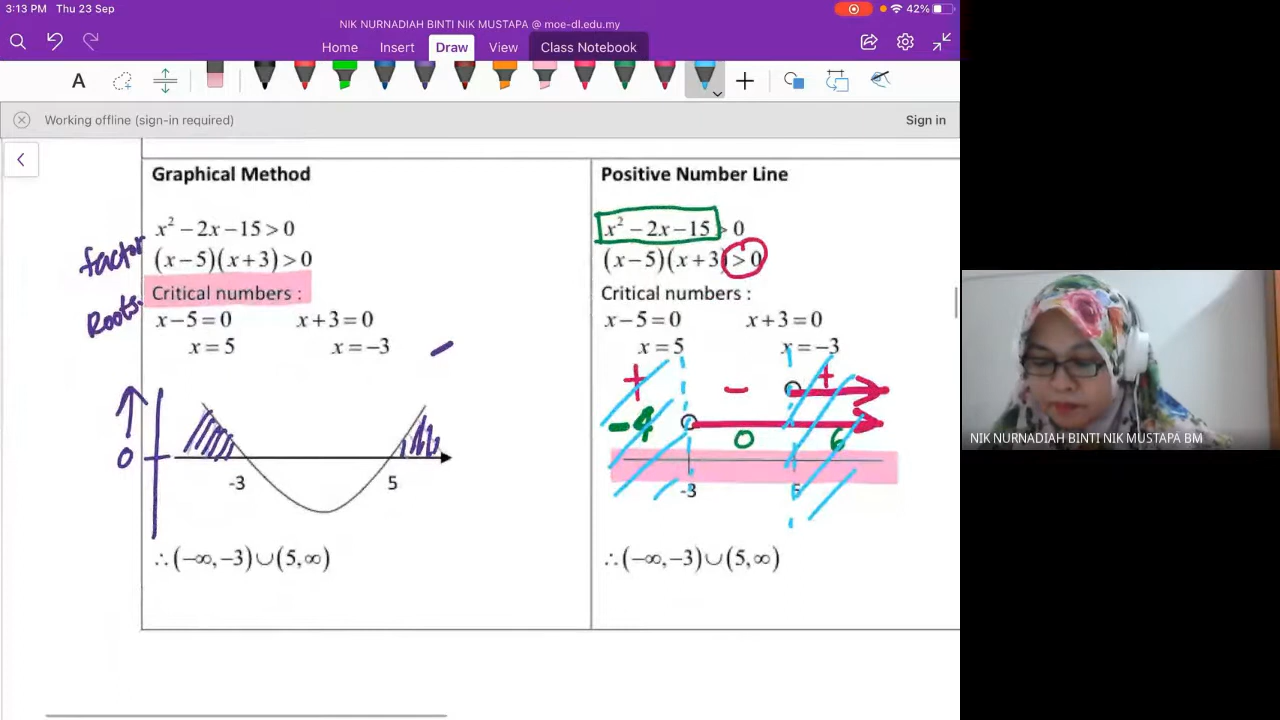 3:13 PM Thu 23 Sep
42%
NIK NURNADIAH BINTI NIK MUSTAPA @ moe-dl.edu.my
Home Insert Draw View Class Notebook
A
Working offline (sign-in required)
Sign in
Graphical Method
x² − 2x − 15 > 0
factor
(x − 5)(x + 3) > 0
Critical numbers :
Roots
x − 5 = 0 x + 3 = 0
x = 5 x = −3
0
-3 5
∴ (−∞, −3) ∪ (5, ∞)
Positive Number Line
x² − 2x − 15 > 0
(x − 5)(x + 3) > 0
Critical numbers :
x − 5 = 0 x + 3 = 0
x = 5 x = −3
+ − +
0 6
-3 5
∴ (−∞, −3) ∪ (5, ∞)
NIK NURNADIAH BINTI NIK MUSTAPA BM